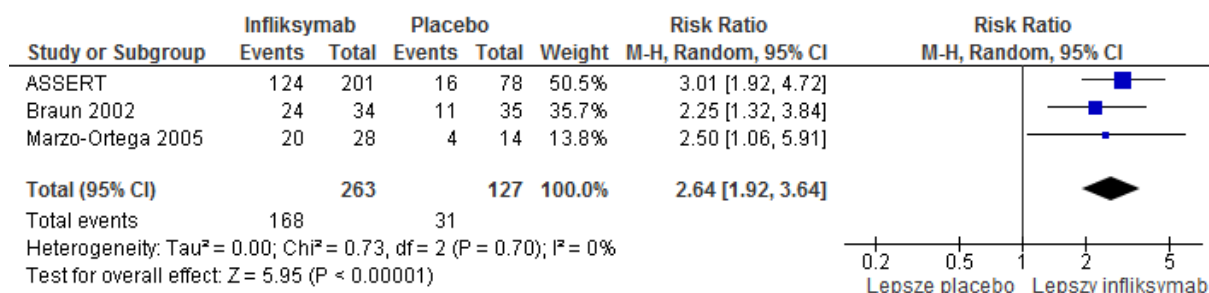 Infliksymab Placebo Risk Ratio Risk Ratio
Study or Subgroup Events Total Events Total Weight M-H, Random, 95% CI M-H, Random, 95% CI
ASSERT 124 201 16 78 50.5% 3.01 [1.92, 4.72]
Braun 2002 24 34 11 35 35.7% 2.25 [1.32, 3.84]
Marzo-Ortega 2005 20 28 4 14 13.8% 2.50 [1.06, 5.91]
Total (95% CI) 263 127 100.0% 2.64 [1.92, 3.64]
Total events 168 31
Heterogeneity: Tau² = 0.00; Chi² = 0.73, df = 2 (P = 0.70); I² = 0%
Test for overall effect: Z = 5.95 (P < 0.00001)
0.2 0.5 1 2 5
Lepsze placebo Lepszy infliksymab